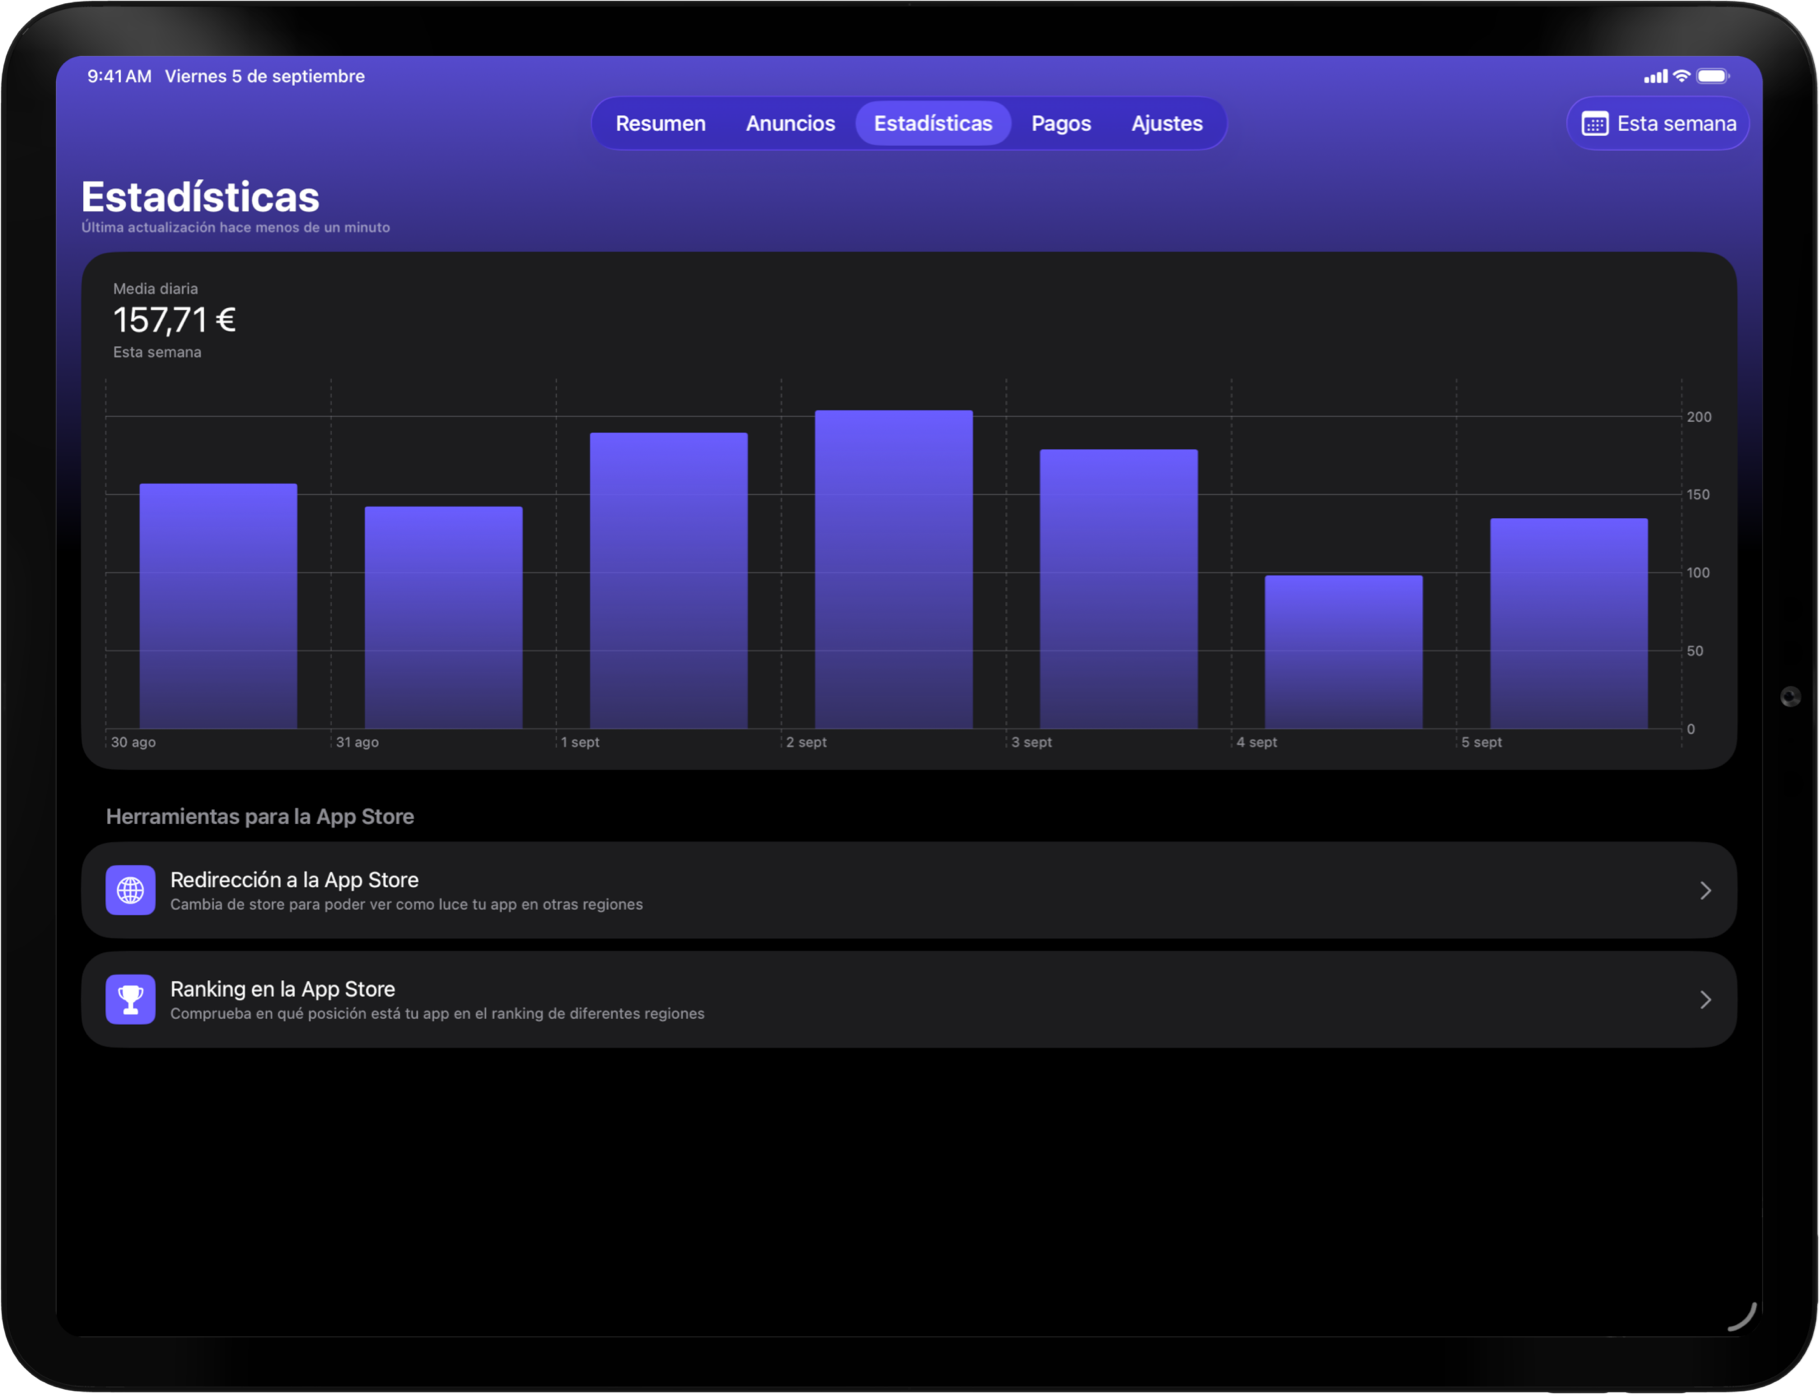 9:41 AM Viernes 5 de septiembre
Resumen Anuncios Estadísticas Pagos Ajustes
Esta semana
Estadísticas
Última actualización hace menos de un minuto
Media diaria
157,71 €
Esta semana
200
150
100
50
0
30 ago 31 ago 1 sept 2 sept 3 sept 4 sept 5 sept
Herramientas para la App Store
Redirección a la App Store
Cambia de store para poder ver como luce tu app en otras regiones
Ranking en la App Store
Comprueba en qué posición está tu app en el ranking de diferentes regiones